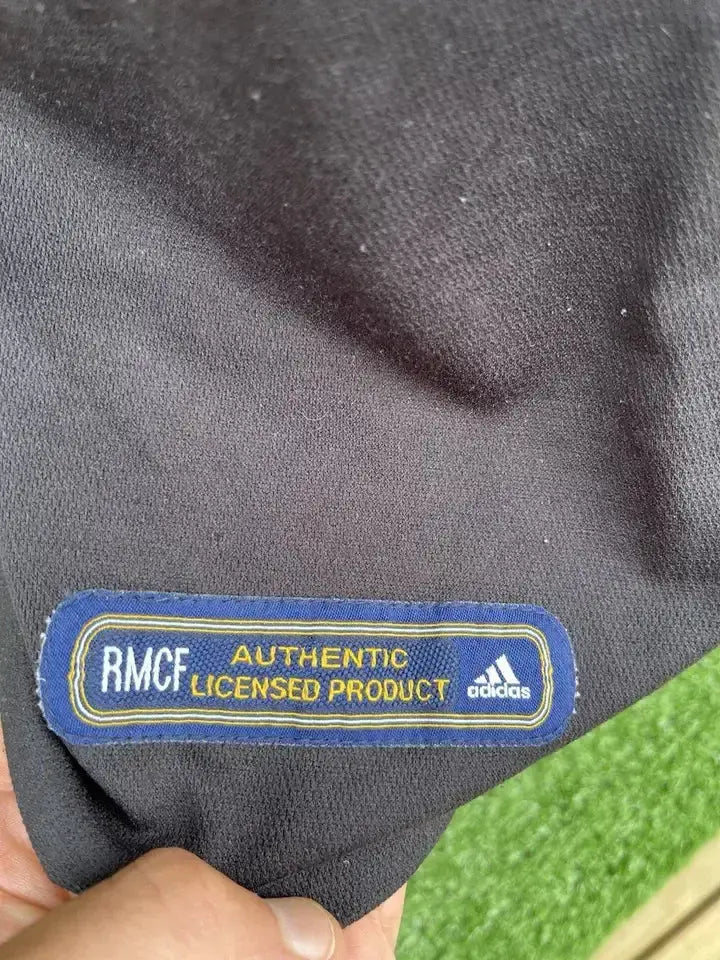 RMCF
AUTHENTIC
LICENSED PRODUCT
adidas